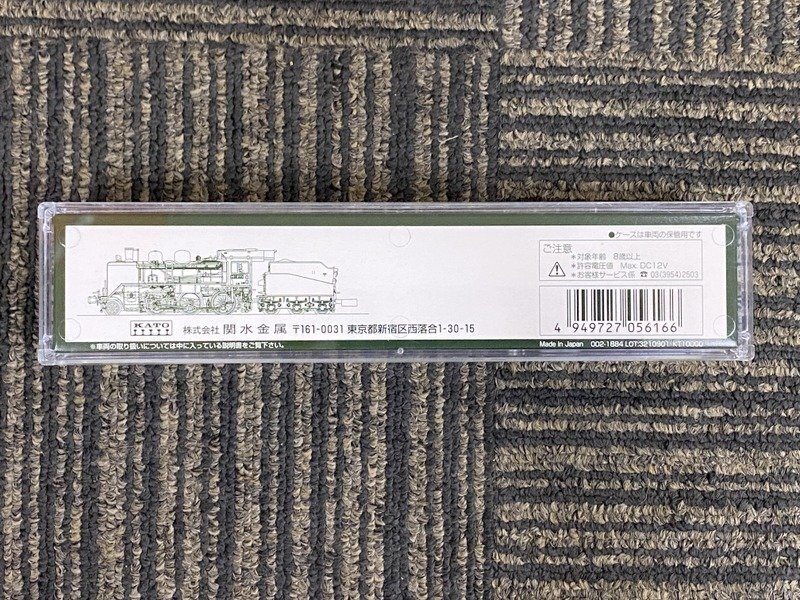 ●ケースは車両の保管用です
ご注意
*対象年齢 8歳以上
*許容電圧値 Max. DC12V
*お客様サービス係 ☎ 03(3954)2503
KATO
株式会社 関水金属 〒161-0031 東京都新宿区西落合1-30-15
4 949727 056166
※車両の取り扱いについては中に入っている説明書をご覧下さい。
Made in Japan 002-1884 LOT:3210901 KT10000